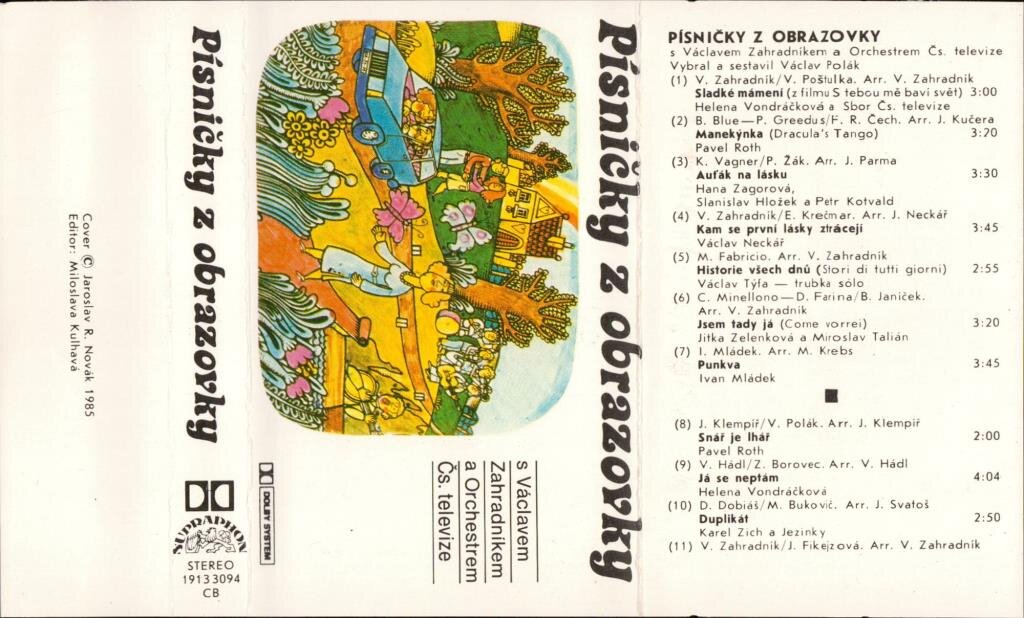 Cover © Jaroslav R. Novák 1985
Editor: Miloslava Kulhavá
Písničky z obrazovky
SUPRAPHON
STEREO
1913 3094
CB
DOLBY SYSTEM
s Václavem
Zahradníkem
a Orchestrem
Čs. televize
Písničky z obrazovky
PÍSNIČKY Z OBRAZOVKY
s Václavem Zahradníkem a Orchestrem Čs. televize
Vybral a sestavil Václav Polák
(1) V. Zahradník/V. Poštulka. Arr. V. Zahradník
Sladké mámení (z filmu S tebou mě baví svět) 3:00
Helena Vondráčková a Sbor Čs. televize
(2) B. Blue—P. Greedus/F. R. Čech. Arr. J. Kučera
Manekýnka (Dracula's Tango) 3:20
Pavel Roth
(3) K. Vagner/P. Žák. Arr. J. Parma
Auťák na lásku 3:30
Hana Zagorová,
Slanislav Hložek a Petr Kotvald
(4) V. Zahradník/E. Krečmar. Arr. J. Neckář
Kam se první lásky ztrácejí 3:45
Václav Neckář
(5) M. Fabricio. Arr. V. Zahradník
Historie všech dnů (Stori di tutti giorni) 2:55
Václav Týfa — trubka sólo
(6) C. Minellono—D. Farina/B. Janíček.
Arr. V. Zahradník
Jsem tady já (Come vorrei) 3:20
Jitka Zelenková a Miroslav Talián
(7) I. Mládek. Arr. M. Krebs
Punkva 3:45
Ivan Mládek
(8) J. Klempíř/V. Polák. Arr. J. Klempíř
Snář je lhář 2:00
Pavel Roth
(9) V. Hádl/Z. Borovec. Arr. V. Hádl
Já se neptám 4:04
Helena Vondráčková
(10) D. Dobiáš/M. Bukovič. Arr. J. Svatoš
Duplikát 2:50
Karel Zich a Jezinky
(11) V. Zahradník/J. Fikejzová. Arr. V. Zahradník